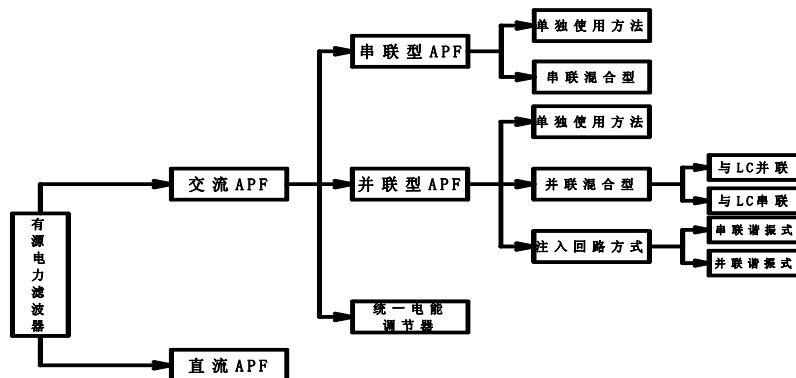 有源电力滤波器
交流APF
直流APF
串联型APF
并联型APF
统一电能
调节器
单独使用方法
串联混合型
单独使用方法
并联混合型
注入回路方式
与LC并联
与LC串联
串联谐振式
并联谐振式